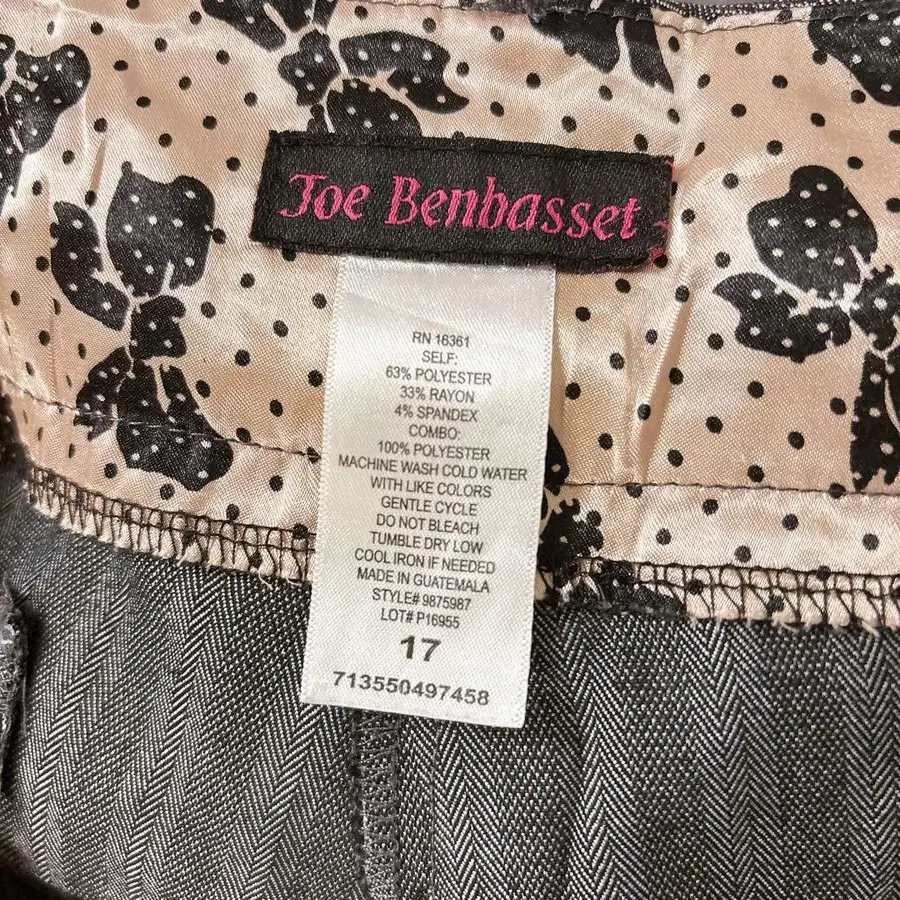 Joe Benbasset
RN 16361
SELF:
63% POLYESTER
33% RAYON
4% SPANDEX
COMBO:
100% POLYESTER
MACHINE WASH COLD WATER
WITH LIKE COLORS
GENTLE CYCLE
DO NOT BLEACH
TUMBLE DRY LOW
COOL IRON IF NEEDED
MADE IN GUATEMALA
STYLE# 9875987
LOT# P16955
17
713550497458